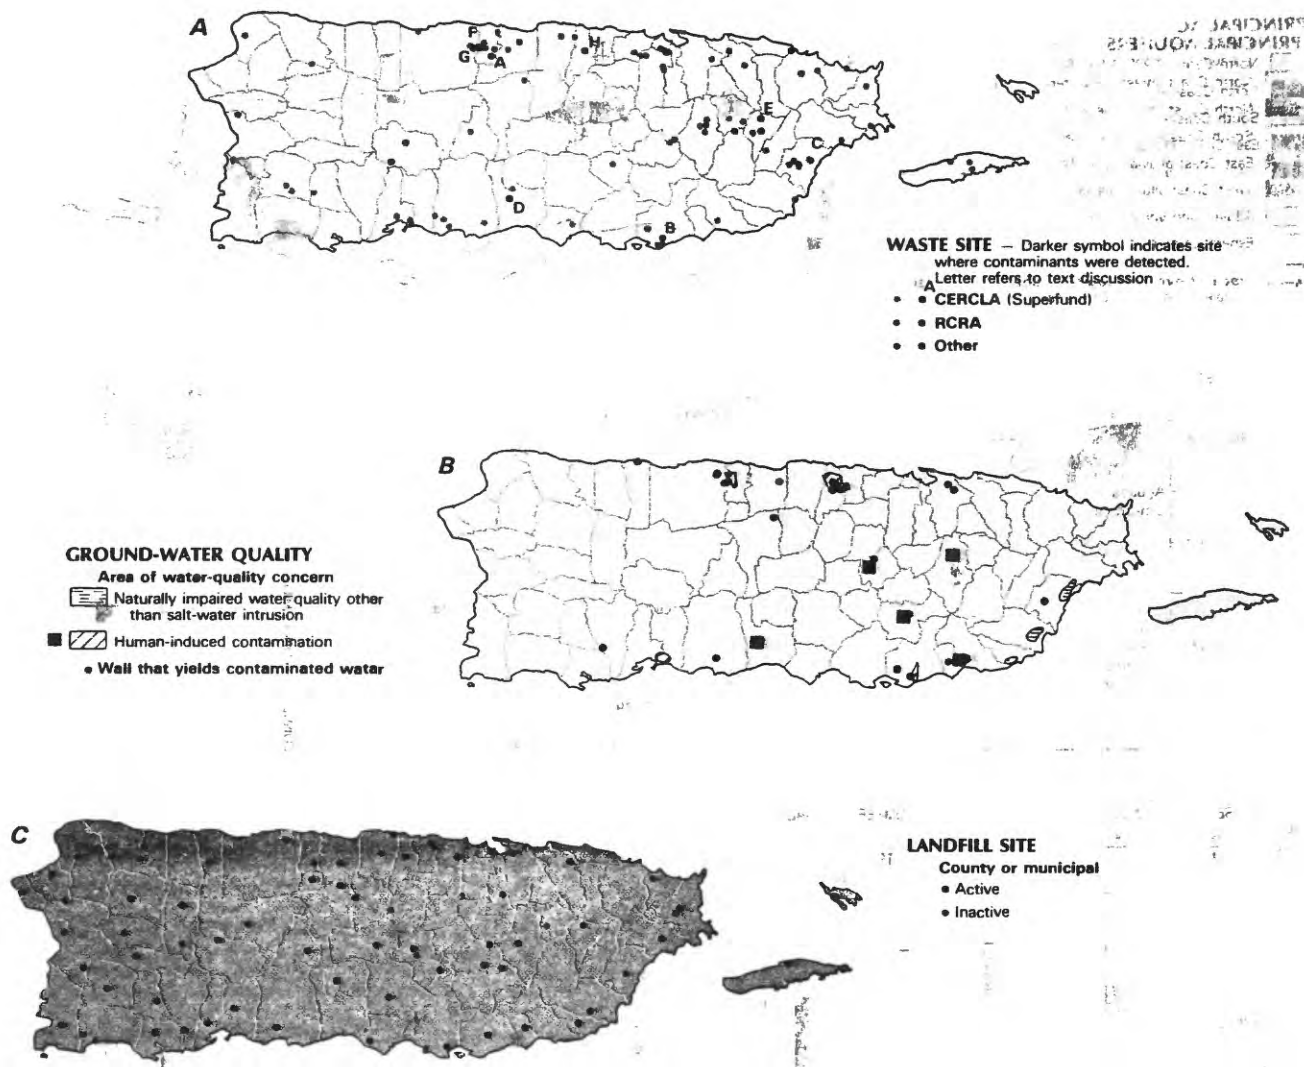 A
F
G
A
H
E
C
D
B
WASTE SITE — Darker symbol indicates site
where contaminants were detected.
Letter refers to text discussion
A
CERCLA (Superfund)
RCRA
Other
B
GROUND-WATER QUALITY
Area of water-quality concern
Naturally impaired water quality other
than salt-water intrusion
Human-induced contamination
Wall that yields contaminated watar
C
LANDFILL SITE
County or municipal
Active
Inactive